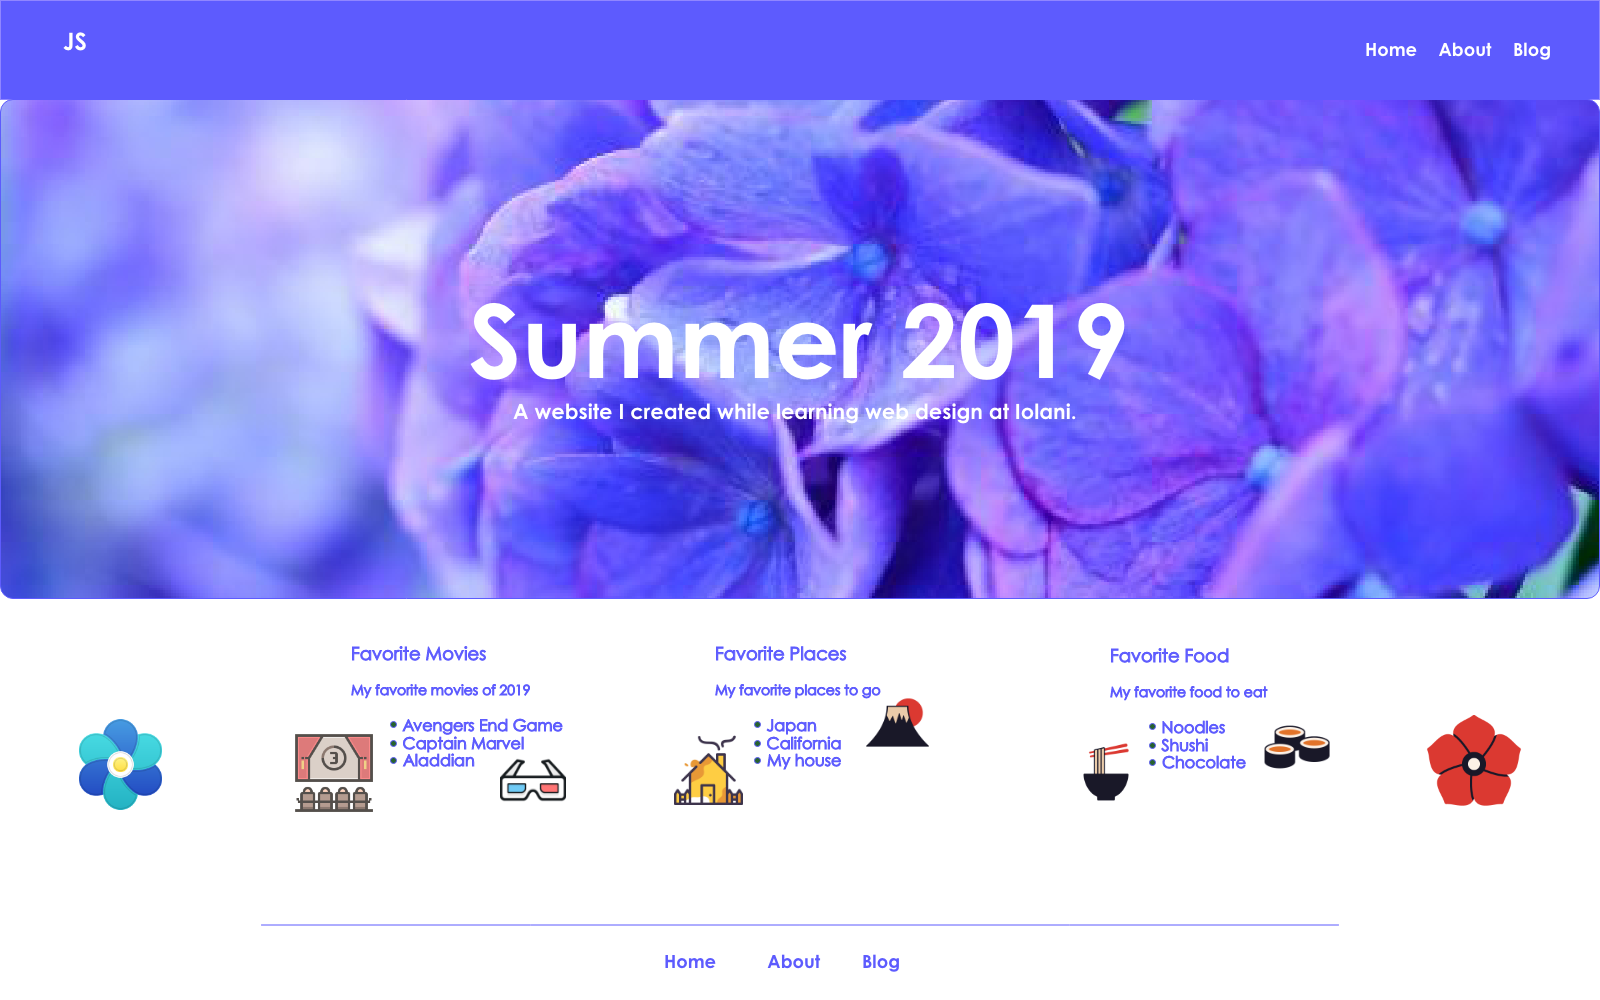 JS
Home About Blog
Summer 2019
A website I created while learning web design at Iolani.
Favorite Movies
My favorite movies of 2019
• Avengers End Game
• Captain Marvel
• Aladdian
3
Favorite Places
My favorite places to go
• Japan
• California
• My house
Favorite Food
My favorite food to eat
• Noodles
• Shushi
• Chocolate
Home About Blog